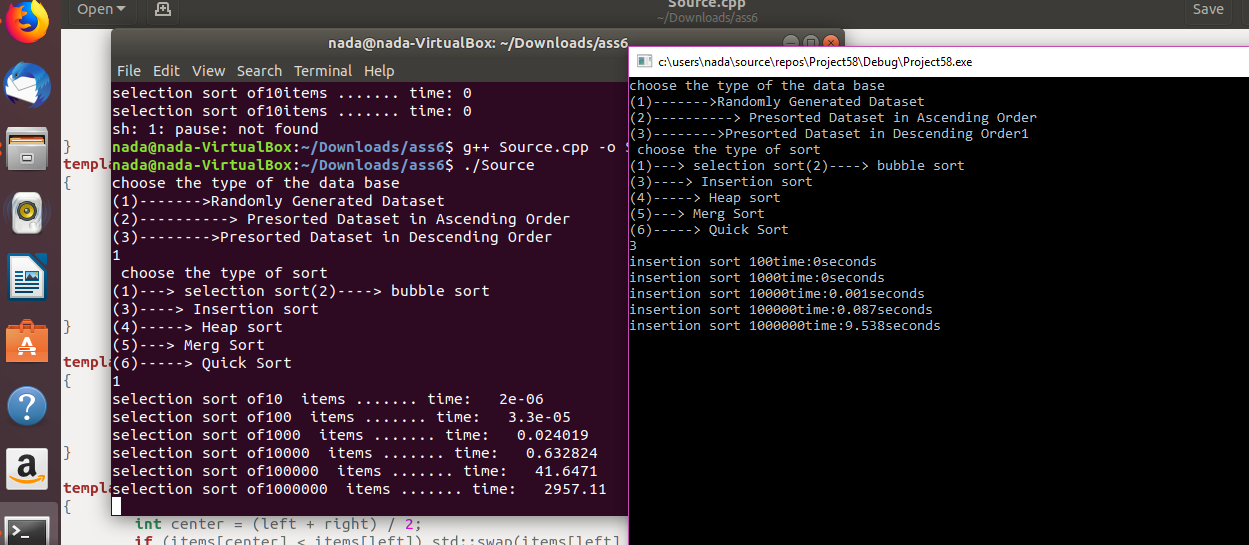 Open
Source.cpp
~/Downloads/ass6
Save
nada@nada-VirtualBox: ~/Downloads/ass6
File Edit View Search Terminal Help
selection sort of10items ....... time: 0
selection sort of10items ....... time: 0
sh: 1: pause: not found
nada@nada-VirtualBox:~/Downloads/ass6$ g++ Source.cpp -o S
nada@nada-VirtualBox:~/Downloads/ass6$ ./Source
choose the type of the data base
(1)------->Randomly Generated Dataset
(2)----------> Presorted Dataset in Ascending Order
(3)-------->Presorted Dataset in Descending Order
1
choose the type of sort
(1)---> selection sort(2)----> bubble sort
(3)----> Insertion sort
(4)-----> Heap sort
(5)---> Merg Sort
(6)-----> Quick Sort
1
selection sort of10  items ....... time:   2e-06
selection sort of100  items ....... time:   3.3e-05
selection sort of1000  items ....... time:   0.024019
selection sort of10000  items ....... time:   0.632824
selection sort of100000  items ....... time:   41.6471
selection sort of1000000  items ....... time:   2957.11
c:\users\nada\source\repos\Project58\Debug\Project58.exe
choose the type of the data base
(1)------->Randomly Generated Dataset
(2)----------> Presorted Dataset in Ascending Order
(3)-------->Presorted Dataset in Descending Order1
choose the type of sort
(1)---> selection sort(2)----> bubble sort
(3)----> Insertion sort
(4)-----> Heap sort
(5)---> Merg Sort
(6)-----> Quick Sort
3
insertion sort 100time:0seconds
insertion sort 1000time:0seconds
insertion sort 10000time:0.001seconds
insertion sort 100000time:0.087seconds
insertion sort 1000000time:9.538seconds
}
templa
{
}
templa
{
}
templa
{
int center = (left + right) / 2;
if (items[center] < items[left]) std::swap(items[left]